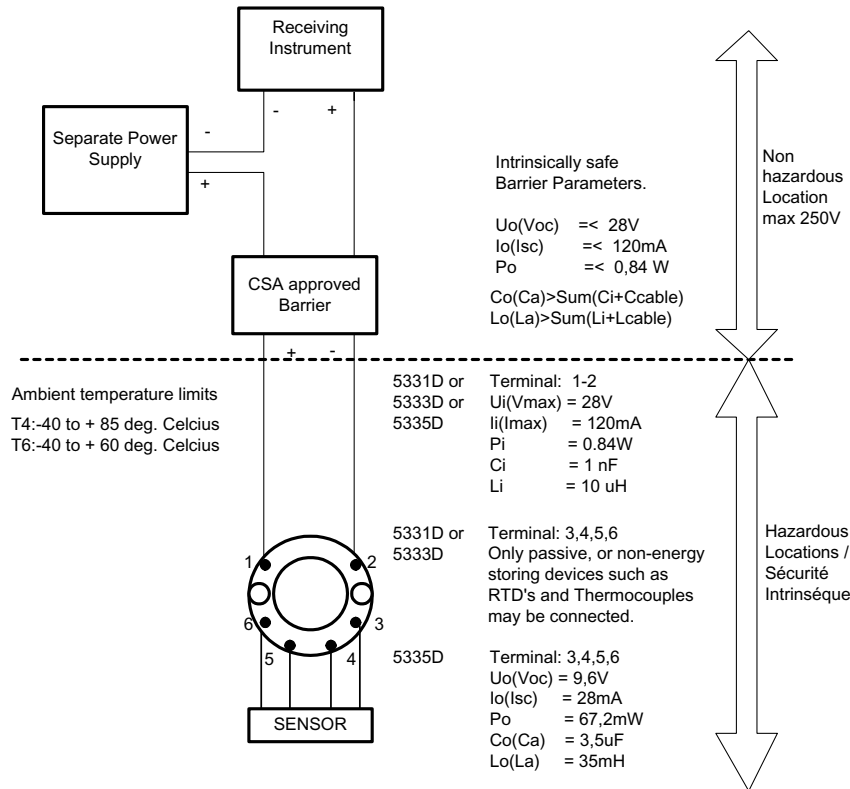 Receiving
Instrument
-
+
Separate Power
Supply
-
+
Intrinsically safe
Barrier Parameters.
Uo(Voc) =< 28V
Io(Isc) =< 120mA
Po =< 0,84 W
Co(Ca)>Sum(Ci+Ccable)
Lo(La)>Sum(Li+Lcable)
Non
hazardous
Location
max 250V
CSA approved
Barrier
+
-
Ambient temperature limits
T4:-40 to + 85 deg. Celcius
T6:-40 to + 60 deg. Celcius
5331D or
5333D or
5335D
Terminal: 1-2
Ui(Vmax) = 28V
Ii(Imax) = 120mA
Pi = 0.84W
Ci = 1 nF
Li = 10 uH
5331D or
5333D
Terminal: 3,4,5,6
Only passive, or non-energy
storing devices such as
RTD's and Thermocouples
may be connected.
Hazardous
Locations /
Sécurité
Intrinséque
1
2
6
3
5
4
SENSOR
5335D
Terminal: 3,4,5,6
Uo(Voc) = 9,6V
Io(Isc) = 28mA
Po = 67,2mW
Co(Ca) = 3,5uF
Lo(La) = 35mH